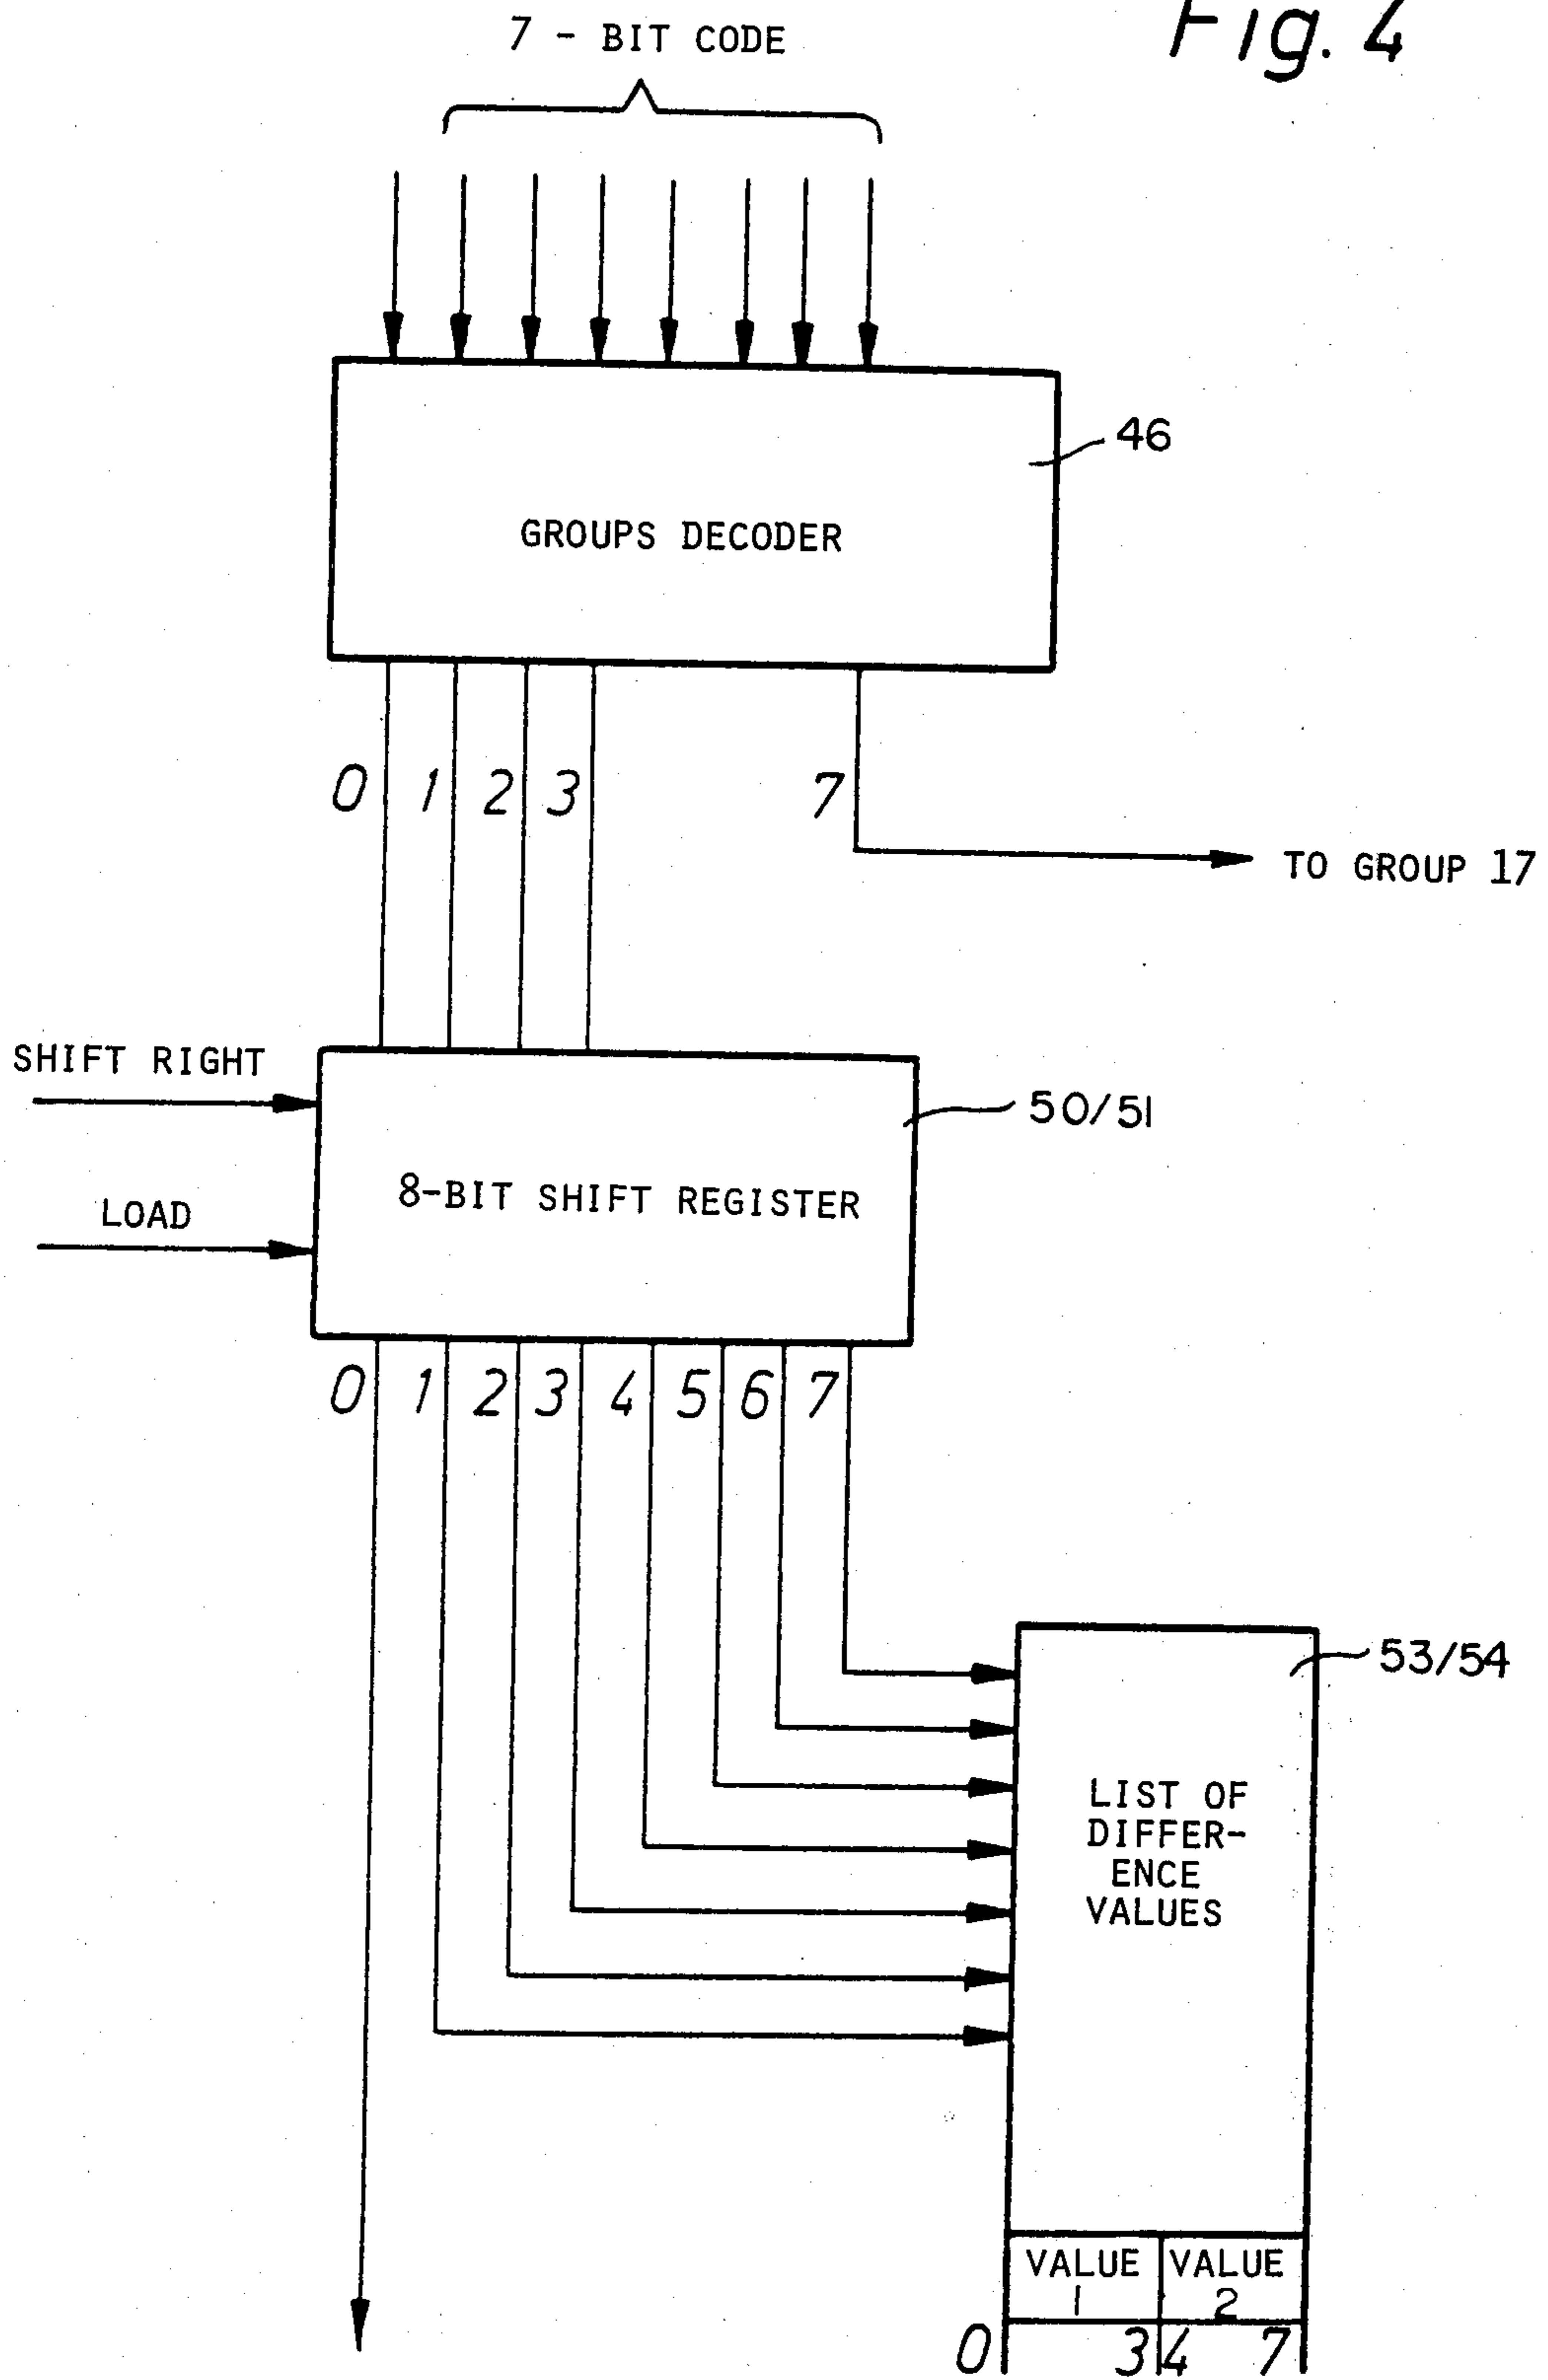 Fig. 4
7 - BIT CODE
46
GROUPS DECODER
0 1 2 3 7
TO GROUP 17
SHIFT RIGHT
50/51
8-BIT SHIFT REGISTER
LOAD
0 1 2 3 4 5 6 7
53/54
LIST OF
DIFFER-
ENCE
VALUES
VALUE VALUE
1 2
0 3 4 7